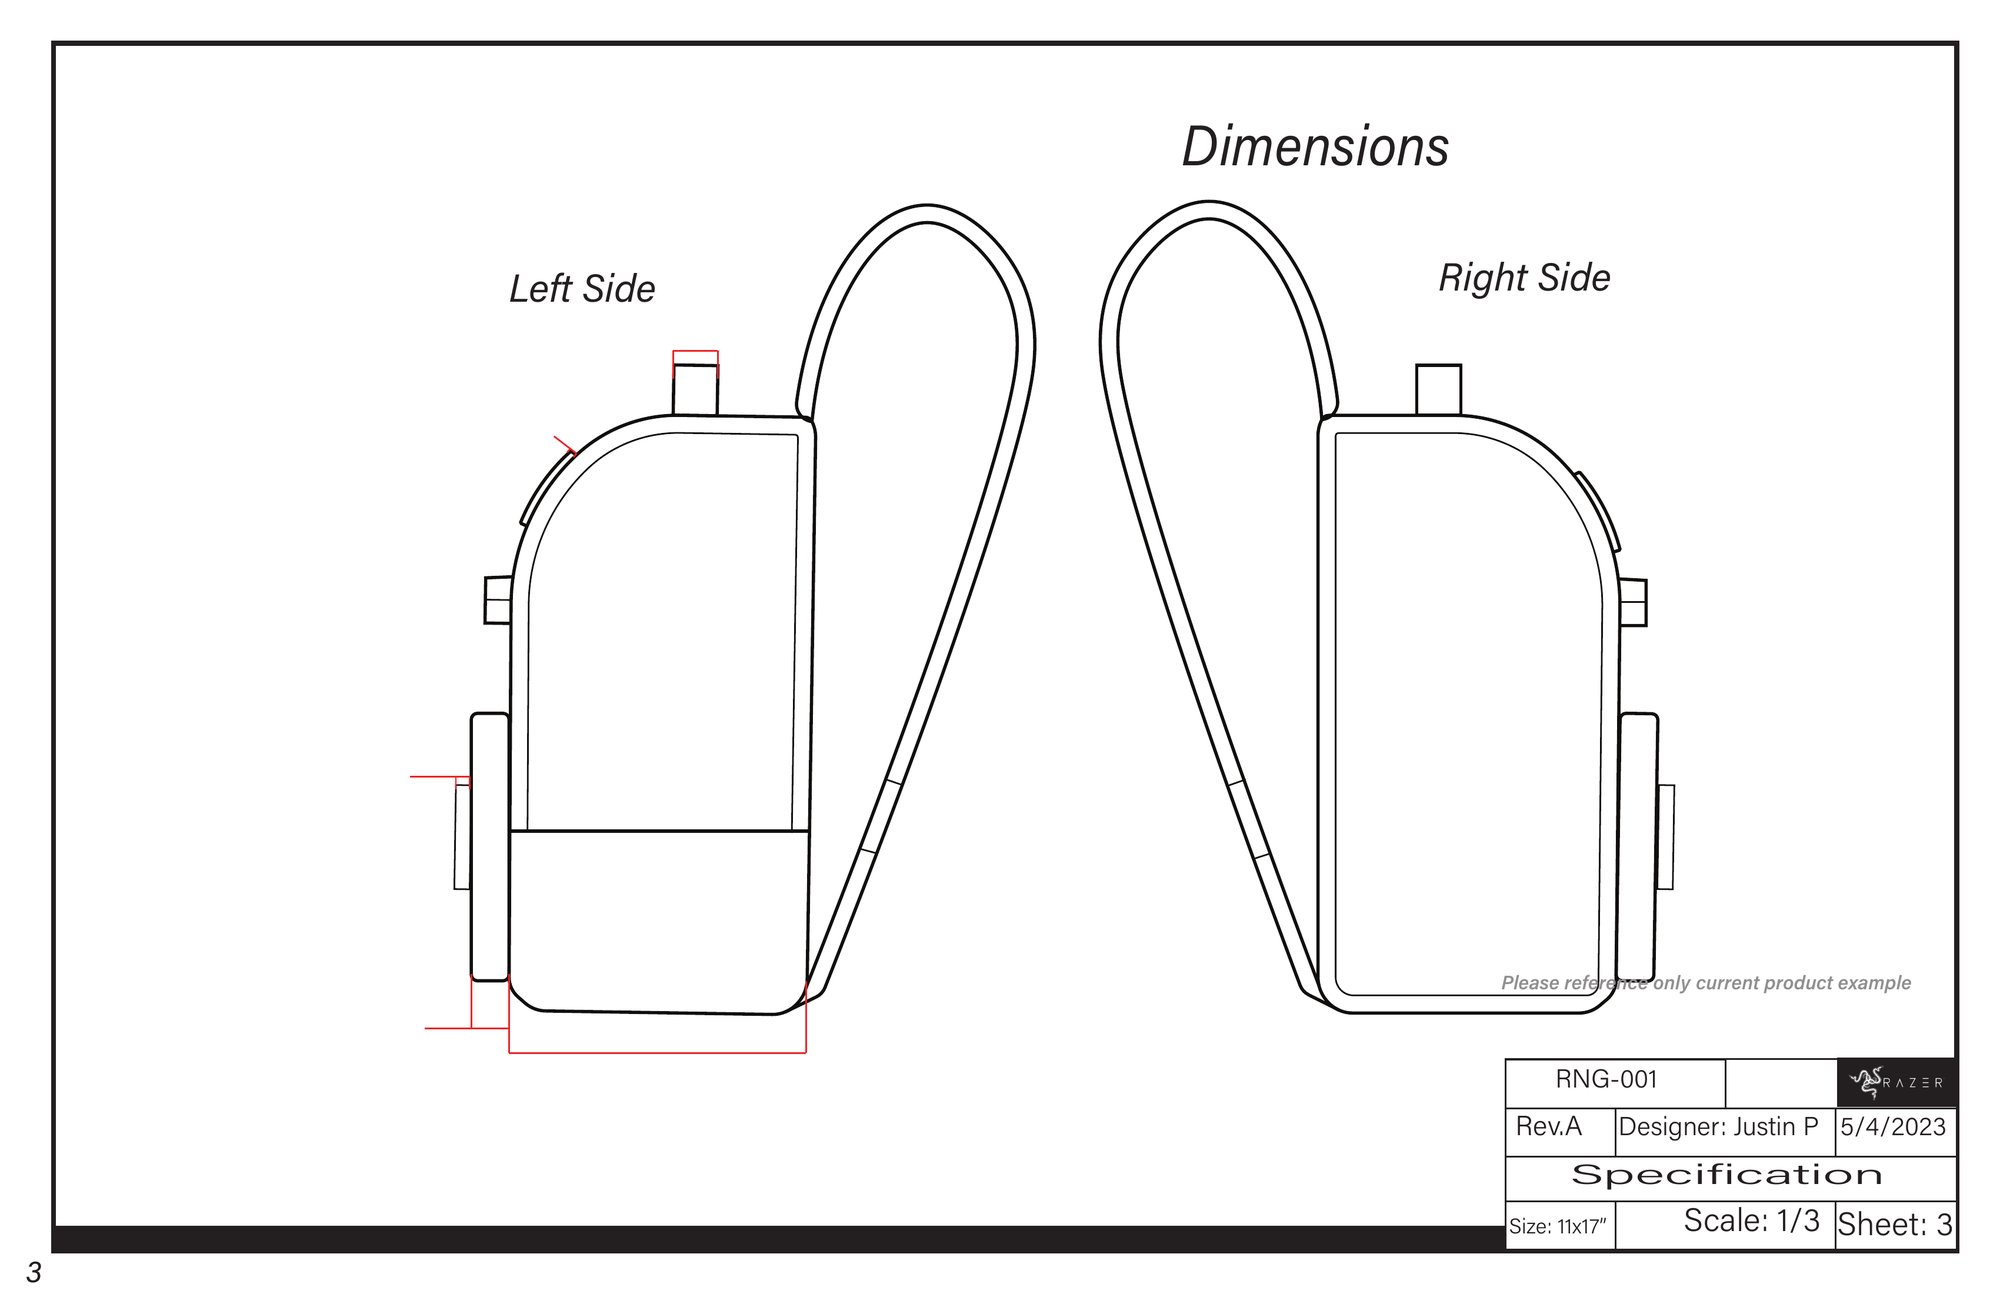 Dimensions
Left Side
Right Side
Please reference only current product example
RNG-001
RAZER
Rev.A
Designer: Justin P
5/4/2023
Specification
Size: 11x17”
Scale: 1/3
Sheet: 3
3